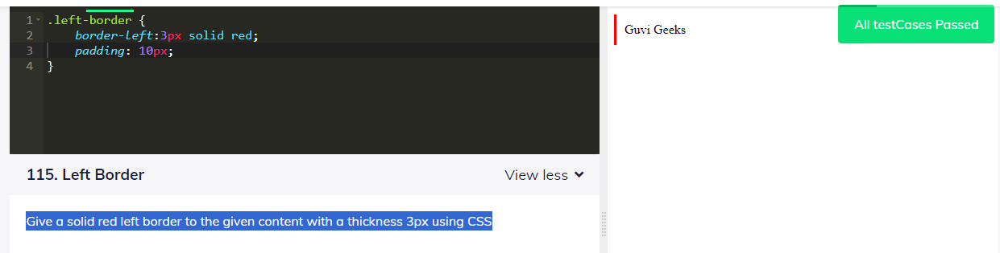 1 .left-border {
2 border-left:3px solid red;
3 padding: 10px;
4 }
Guvi Geeks
All testCases Passed
115. Left Border
View less
Give a solid red left border to the given content with a thickness 3px using CSS